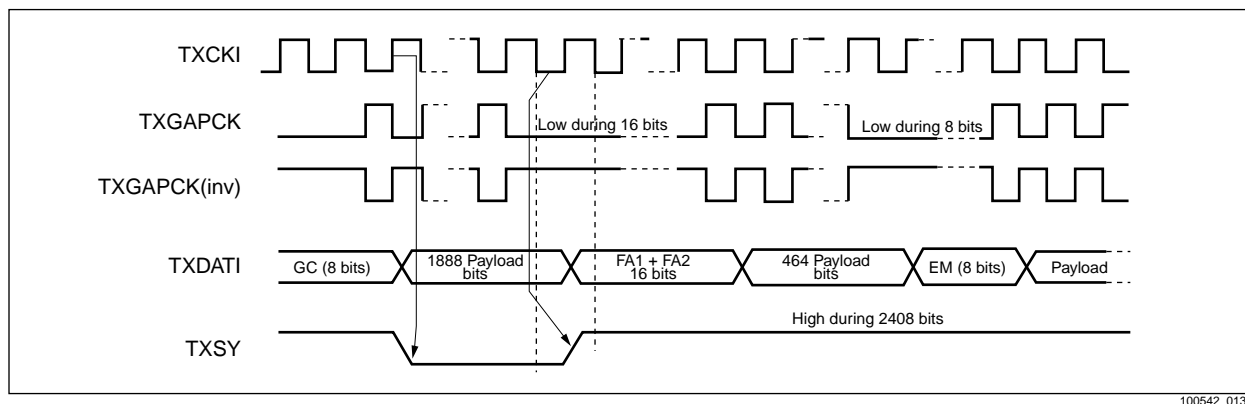 TXCKI
TXGAPCK
Low during 16 bits
Low during 8 bits
TXGAPCK(inv)
TXDATI
GC (8 bits)
1888 Payload
bits
FA1 + FA2
16 bits
464 Payload
bits
EM (8 bits)
Payload
TXSY
High during 2408 bits
100542_013